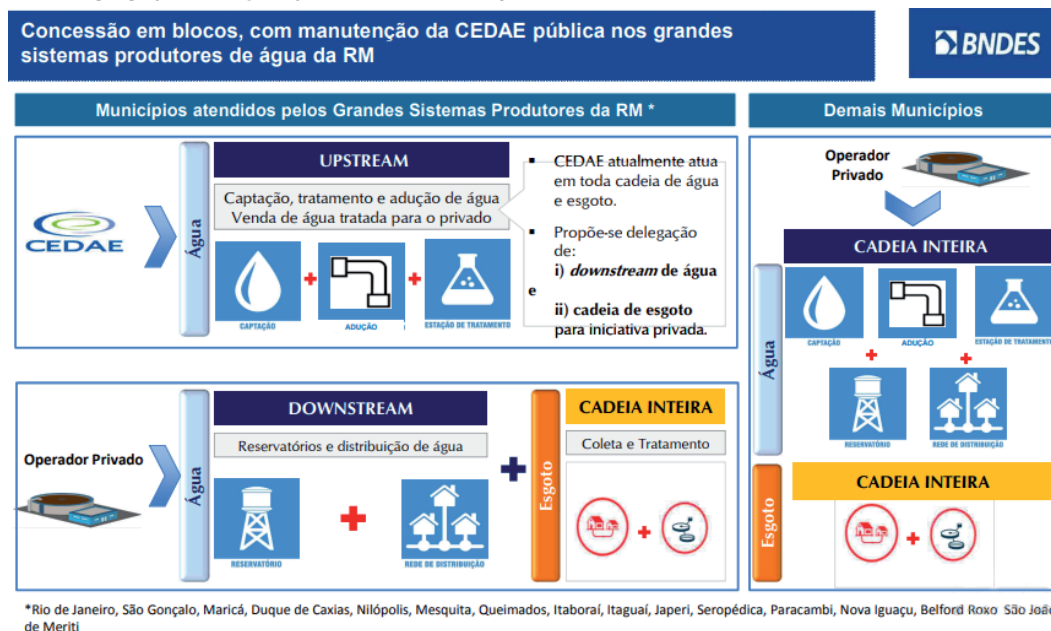 Concessão em blocos, com manutenção da CEDAE pública nos grandes
sistemas produtores de água da RM
BNDES
Municípios atendidos pelos Grandes Sistemas Produtores da RM *
CEDAE
Água
UPSTREAM
Captação, tratamento e adução de água
Venda de água tratada para o privado
CAPTAÇÃO
ADUÇÃO
ESTAÇÃO DE TRATAMENTO
▪ CEDAE atualmente atua
em toda cadeia de água
e esgoto.
▪ Propõe-se delegação
de:
i) downstream de água
e
ii) cadeia de esgoto
para iniciativa privada.
Operador Privado
Água
DOWNSTREAM
Reservatórios e distribuição de água
RESERVATÓRIO
REDE DE DISTRIBUIÇÃO
Esgoto
CADEIA INTEIRA
Coleta e Tratamento
Demais Municípios
Operador
Privado
CADEIA INTEIRA
Água
CAPTAÇÃO
ADUÇÃO
ESTAÇÃO DE TRATAMENTO
RESERVATÓRIO
REDE DE DISTRIBUIÇÃO
Esgoto
CADEIA INTEIRA
*Rio de Janeiro, São Gonçalo, Maricá, Duque de Caxias, Nilópolis, Mesquita, Queimados, Itaboraí, Itaguaí, Japeri, Seropédica, Paracambi, Nova Iguaçu, Belford Roxo São João
de Meriti